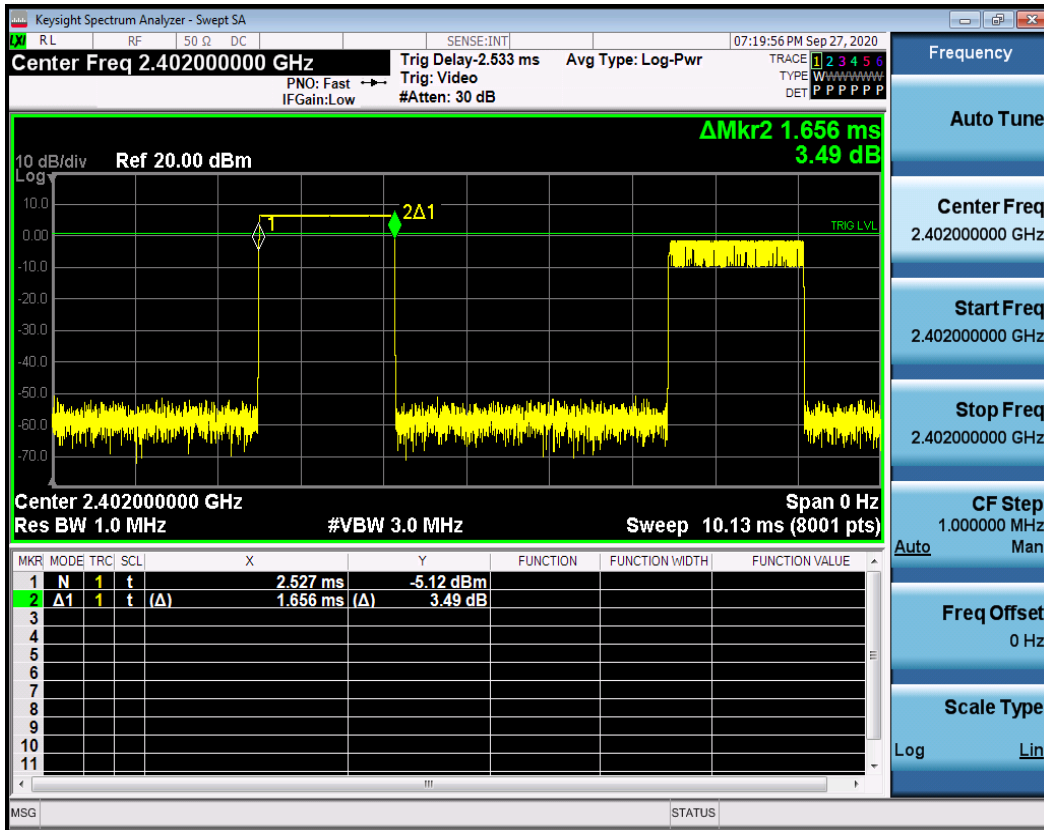 Keysight Spectrum Analyzer - Swept SA
LXI RL RF 50 Ω DC SENSE:INT 07:19:56 PM Sep 27, 2020
Center Freq 2.402000000 GHz
PNO: Fast
IFGain:Low
Trig Delay-2.533 ms
Trig: Video
#Atten: 30 dB
Avg Type: Log-Pwr
TRACE 1 2 3 4 5 6
TYPE WWWWWW
DET P P P P P P
ΔMkr2 1.656 ms
3.49 dB
10 dB/div
Log
Ref 20.00 dBm
10.0
0.00
-10.0
-20.0
-30.0
-40.0
-50.0
-60.0
-70.0
1
2Δ1
TRIG LVL
Center 2.402000000 GHz Span 0 Hz
Res BW 1.0 MHz #VBW 3.0 MHz Sweep 10.13 ms (8001 pts)
MKR MODE TRC SCL X Y FUNCTION FUNCTION WIDTH FUNCTION VALUE
1 N 1 t 2.527 ms -5.12 dBm
2 Δ1 1 t (Δ) 1.656 ms (Δ) 3.49 dB
3
4
5
6
7
8
9
10
11
MSG STATUS
Frequency
Auto Tune
Center Freq
2.402000000 GHz
Start Freq
2.402000000 GHz
Stop Freq
2.402000000 GHz
CF Step
1.000000 MHz
Auto Man
Freq Offset
0 Hz
Scale Type
Log Lin